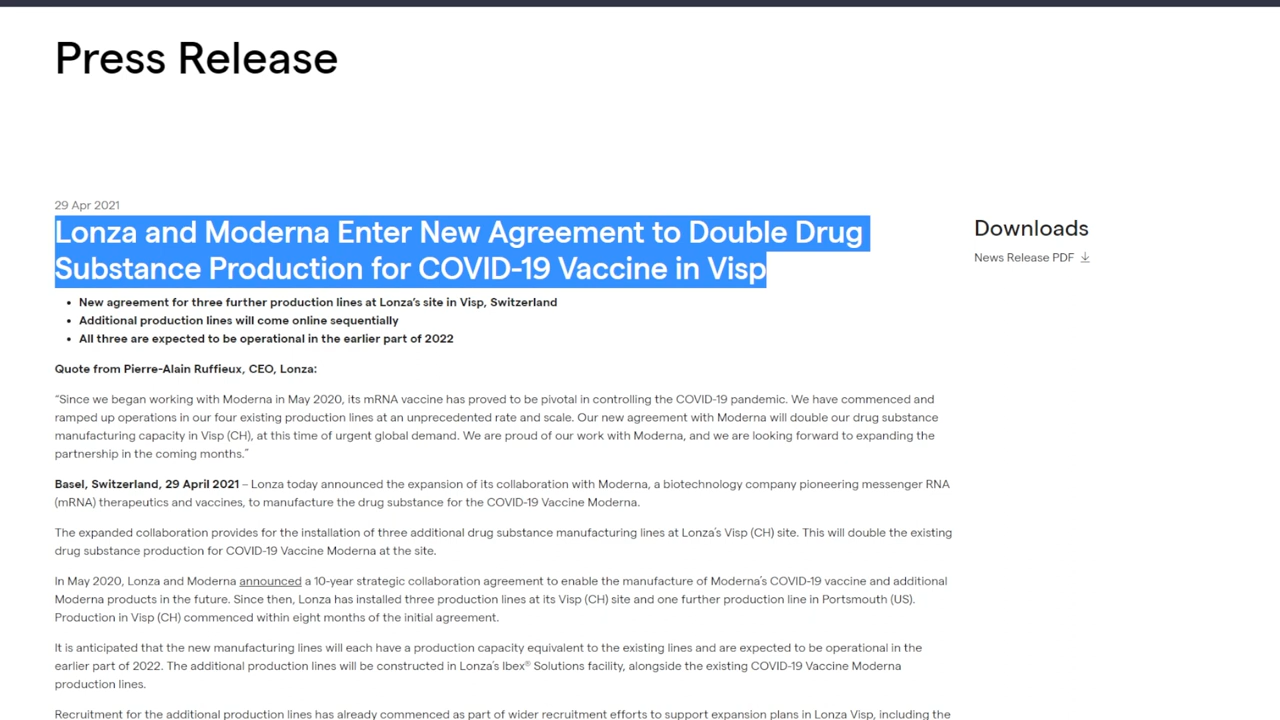 Press Release
29 Apr 2021
Lonza and Moderna Enter New Agreement to Double Drug
Substance Production for COVID-19 Vaccine in Visp
• New agreement for three further production lines at Lonza's site in Visp, Switzerland
• Additional production lines will come online sequentially
• All three are expected to be operational in the earlier part of 2022
Quote from Pierre-Alain Ruffieux, CEO, Lonza:
"Since we began working with Moderna in May 2020, its mRNA vaccine has proved to be pivotal in controlling the COVID-19 pandemic. We have commenced and
ramped up operations in our four existing production lines at an unprecedented rate and scale. Our new agreement with Moderna will double our drug substance
manufacturing capacity in Visp (CH), at this time of urgent global demand. We are proud of our work with Moderna, and we are looking forward to expanding the
partnership in the coming months."
Basel, Switzerland, 29 April 2021 – Lonza today announced the expansion of its collaboration with Moderna, a biotechnology company pioneering messenger RNA
(mRNA) therapeutics and vaccines, to manufacture the drug substance for the COVID-19 Vaccine Moderna.
The expanded collaboration provides for the installation of three additional drug substance manufacturing lines at Lonza's Visp (CH) site. This will double the existing
drug substance production for COVID-19 Vaccine Moderna at the site.
In May 2020, Lonza and Moderna announced a 10-year strategic collaboration agreement to enable the manufacture of Moderna's COVID-19 vaccine and additional
Moderna products in the future. Since then, Lonza has installed three production lines at its Visp (CH) site and one further production line in Portsmouth (US).
Production in Visp (CH) commenced within eight months of the initial agreement.
It is anticipated that the new manufacturing lines will each have a production capacity equivalent to the existing lines and are expected to be operational in the
earlier part of 2022. The additional production lines will be constructed in Lonza's Ibex® Solutions facility, alongside the existing COVID-19 Vaccine Moderna
production lines.
Recruitment for the additional production lines has already commenced as part of wider recruitment efforts to support expansion plans in Lonza Visp, including the
Downloads
News Release PDF